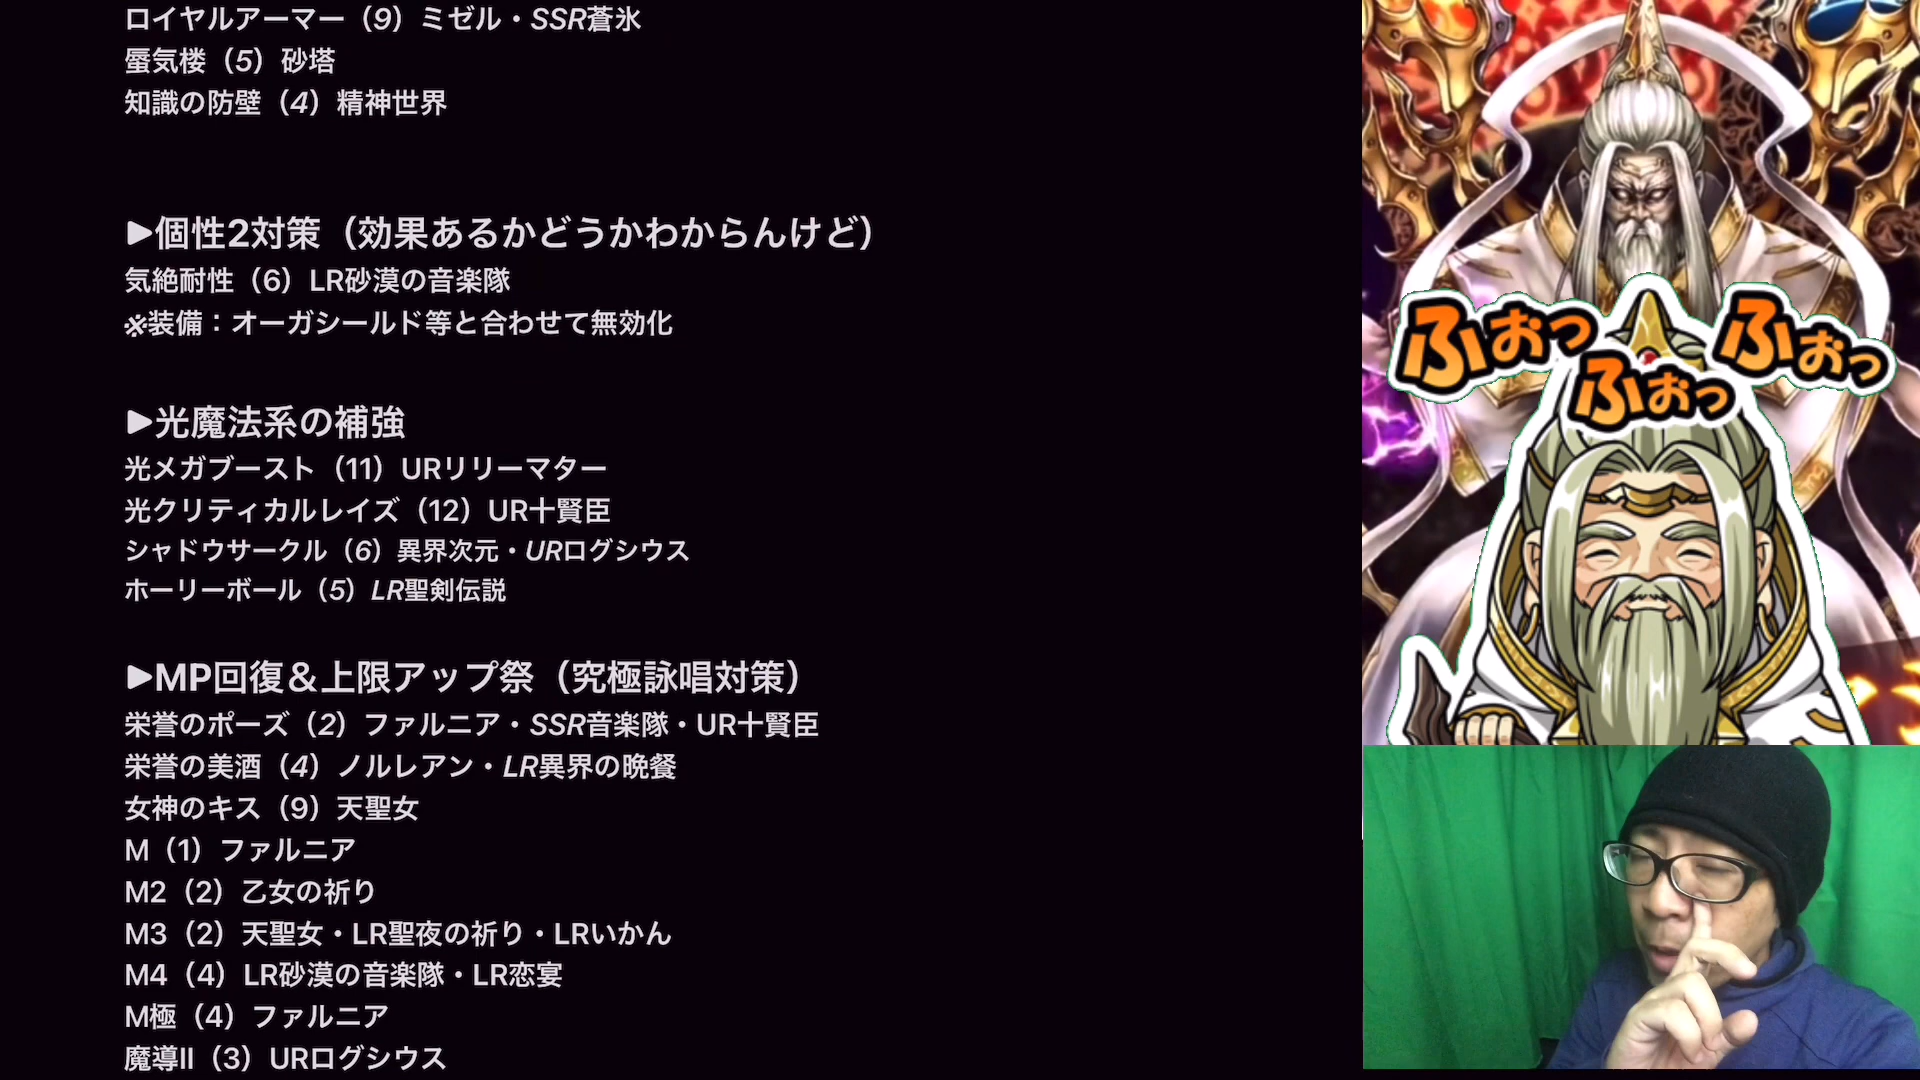 ロイヤルアーマー（9）ミゼル・SSR蒼氷
蜃気楼（5）砂塔
知識の防壁（4）精神世界
▶個性2対策（効果あるかどうかわからんけど）
気絶耐性（6）LR砂漠の音楽隊
※装備：オーガシールド等と合わせて無効化
▶光魔法系の補強
光メガブースト（11）URリリーマター
光クリティカルレイズ（12）UR十賢臣
シャドウサークル（6）異界次元・URログシウス
ホーリーボール（5）LR聖剣伝説
▶MP回復＆上限アップ祭（究極詠唱対策）
栄誉のポーズ（2）ファルニア・SSR音楽隊・UR十賢臣
栄誉の美酒（4）ノルレアン・LR異界の晩餐
女神のキス（9）天聖女
M（1）ファルニア
M2（2）乙女の祈り
M3（2）天聖女・LR聖夜の祈り・LRいかん
M4（4）LR砂漠の音楽隊・LR恋宴
M極（4）ファルニア
魔導II（3）URログシウス
ふぉっ
ふぉっ
ふぉっ